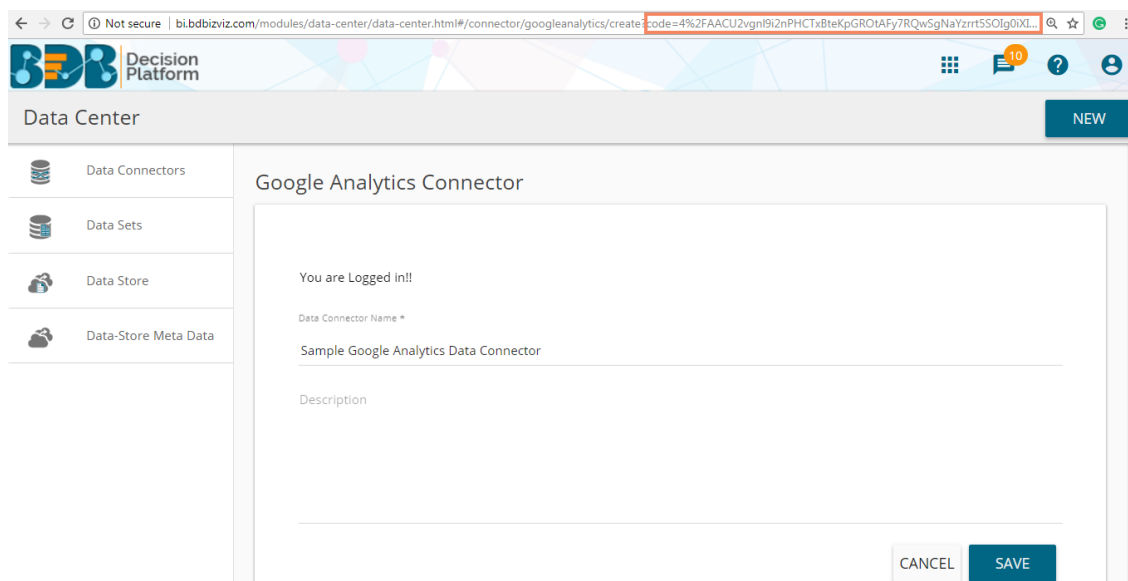 Not secure | bi.bdbizviz.com/modules/data-center/data-center.html#/connector/googleanalytics/create?code=4%2FAACU2vgnI9i2nPHCTxBteKpGROtAFy7RQwSgNaYzrrt5SOIg0iXI...
BDB Decision Platform
10
Data Center
NEW
Data Connectors
Google Analytics Connector
Data Sets
You are Logged in!!
Data Store
Data Connector Name *
Data-Store Meta Data
Sample Google Analytics Data Connector
Description
CANCEL
SAVE